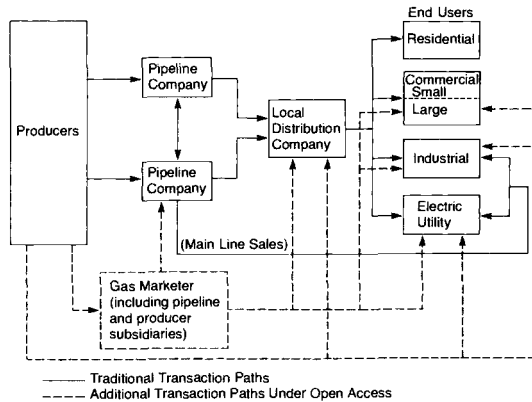 End Users
Residential
Commercial
Small
Large
Industrial
Electric
Utility
Producers
Pipeline
Company
Pipeline
Company
Local
Distribution
Company
(Main Line Sales)
Gas Marketer
(including pipeline
and producer
subsidiaries)
Traditional Transaction Paths
Additional Transaction Paths Under Open Access